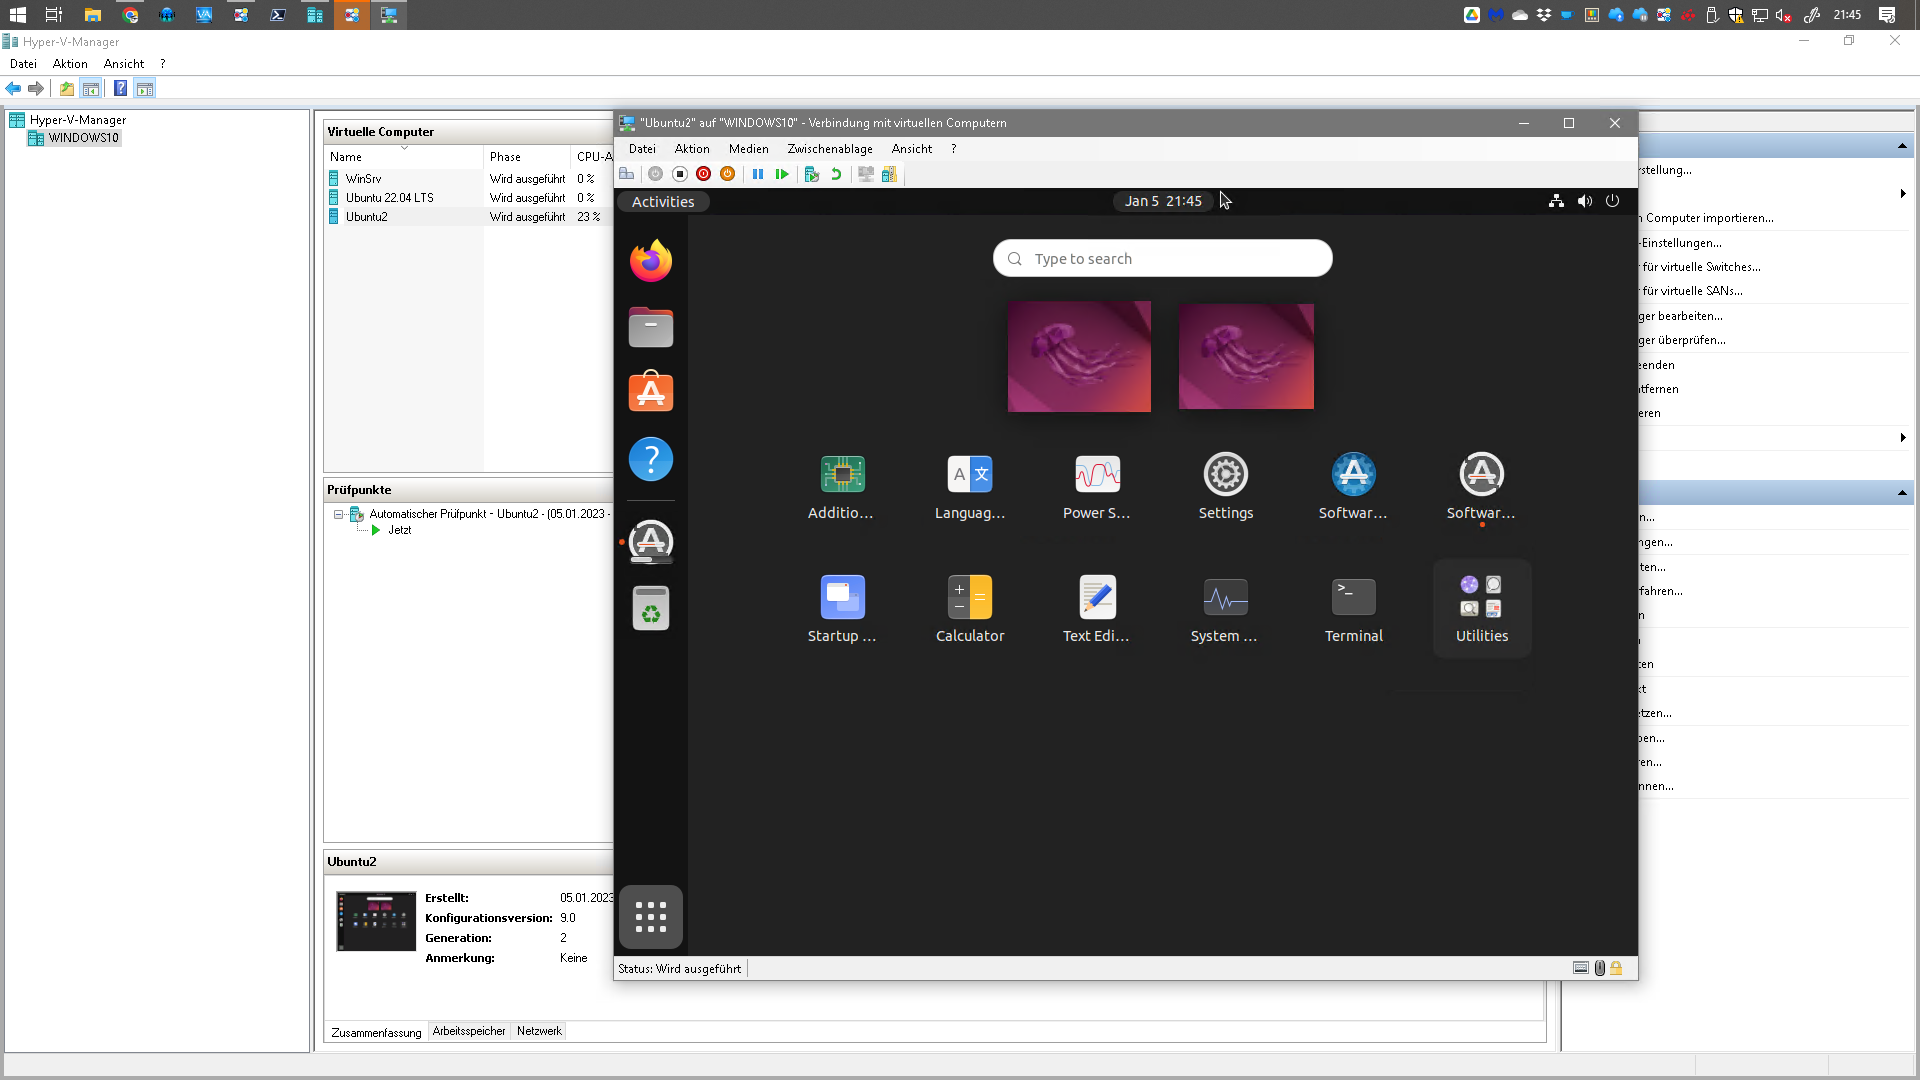 21:45
Hyper-V-Manager
Datei Aktion Ansicht ?
Hyper-V-Manager
WINDOWS10
Virtuelle Computer
Name Phase CPU-A
WinSrv Wird ausgeführt 0 %
Ubuntu 22.04 LTS Wird ausgeführt 0 %
Ubuntu2 Wird ausgeführt 23 %
Prüfpunkte
Automatischer Prüfpunkt - Ubuntu2 - (05.01.2023 -
Jetzt
Ubuntu2
Erstellt: 05.01.2023
Konfigurationsversion: 9.0
Generation: 2
Anmerkung: Keine
Zusammenfassung Arbeitsspeicher Netzwerk
"Ubuntu2" auf "WINDOWS10" - Verbindung mit virtuellen Computern
Datei Aktion Medien Zwischenablage Ansicht ?
Activities Jan 5 21:45
Type to search
Additio... Languag... Power S... Settings Softwar... Softwar...
Startup ... Calculator Text Edi... System ... Terminal Utilities
Status: Wird ausgeführt
rstellung...
n Computer importieren...
-Einstellungen...
r für virtuelle Switches...
r für virtuelle SANs...
ger bearbeiten...
ger überprüfen...
eenden
ntfernen
eren
n...
ngen...
ten...
rfahren...
n
ten
kt
etzen...
ben...
ren...
nnen...